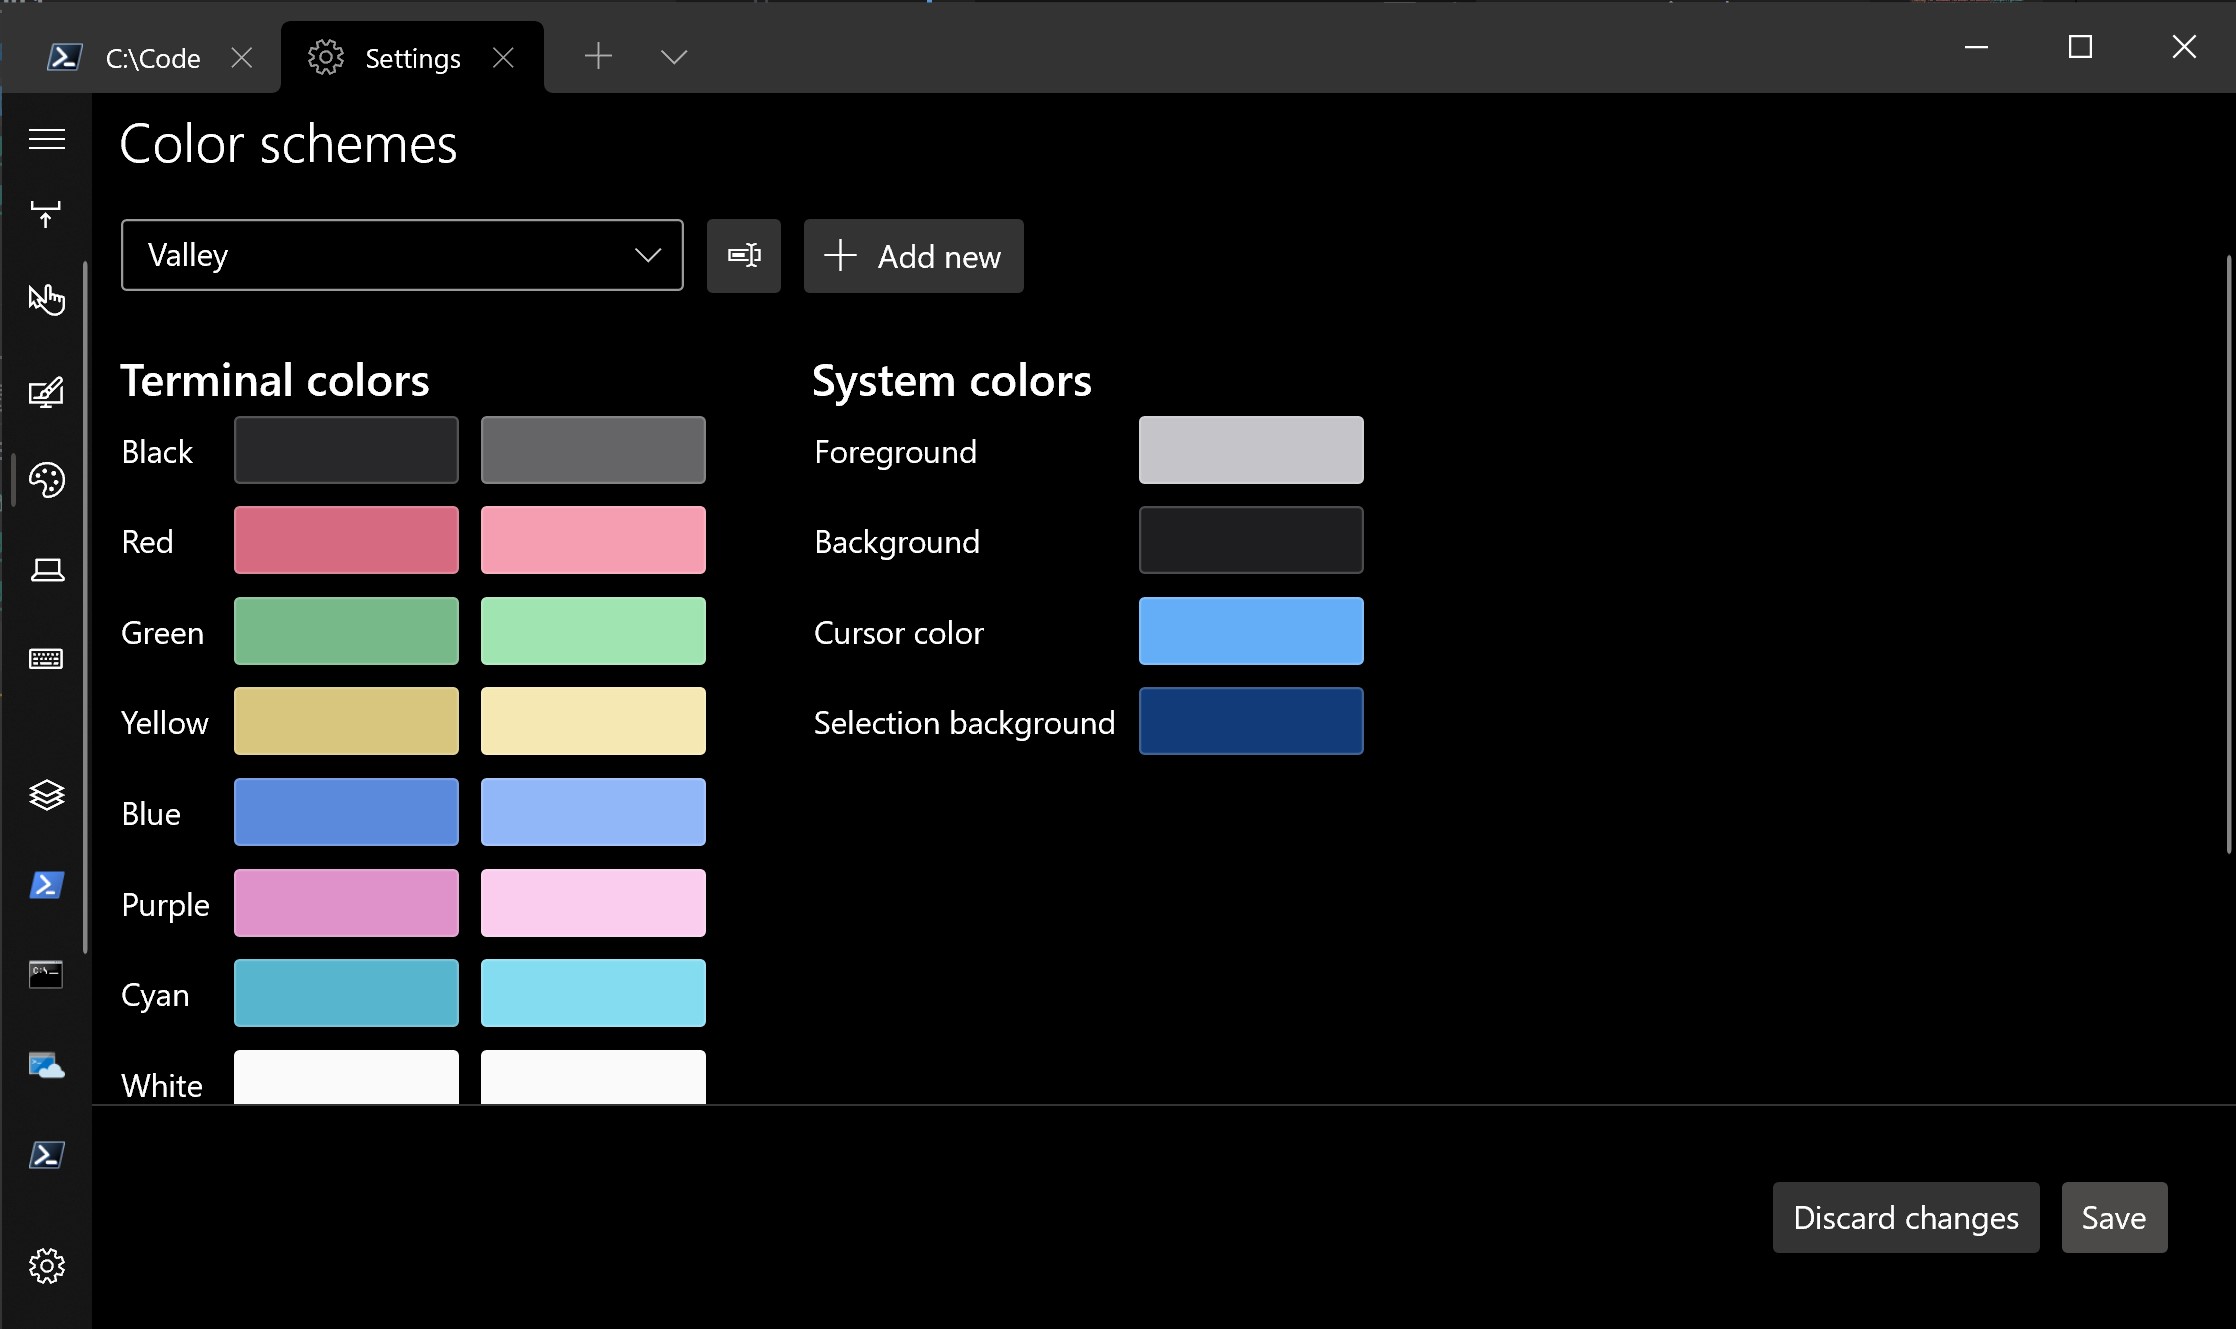 C:\Code
Settings
Color schemes
Valley
Add new
Terminal colors
System colors
Black
Foreground
Red
Background
Green
Cursor color
Yellow
Selection background
Blue
Purple
Cyan
White
Discard changes
Save